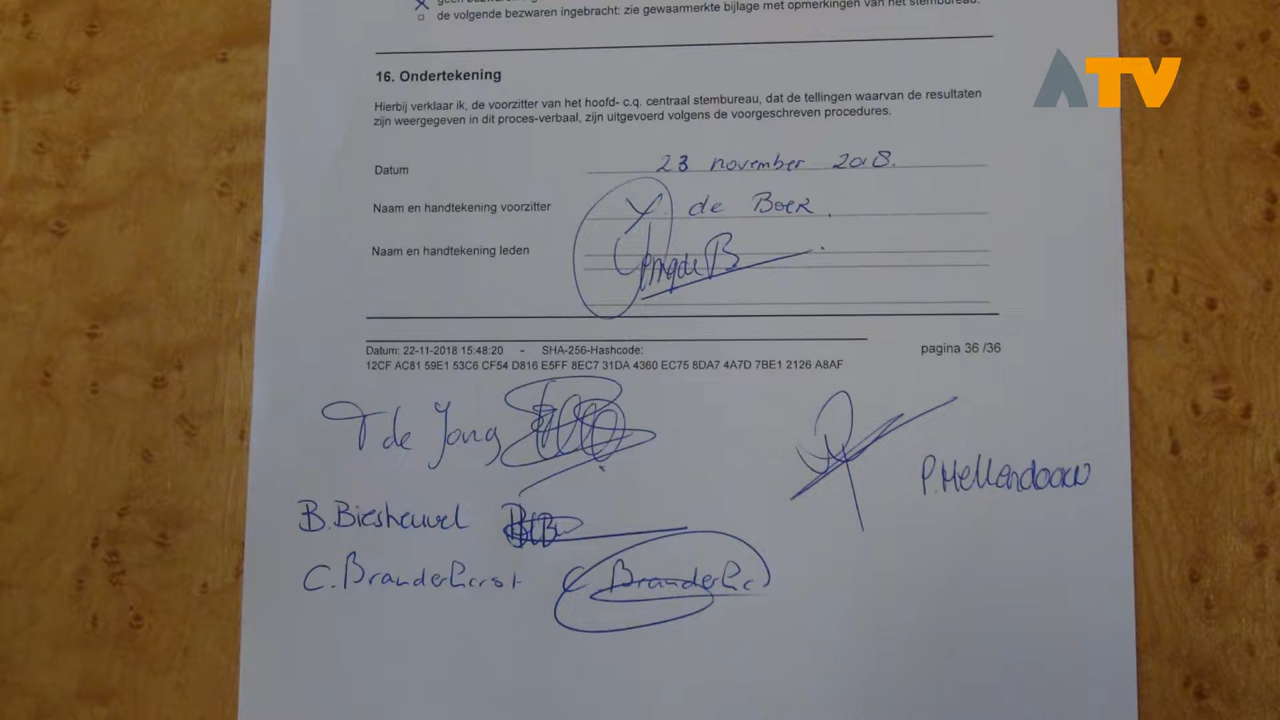 geen bezwaren
de volgende bezwaren ingebracht: zie gewaarmerkte bijlage met opmerkingen van het stembureau.
ATV
16. Ondertekening
Hierbij verklaar ik, de voorzitter van het hoofd- c.q. centraal stembureau, dat de tellingen waarvan de resultaten
zijn weergegeven in dit proces-verbaal, zijn uitgevoerd volgens de voorgeschreven procedures.
Datum 23 november 2018.
Naam en handtekening voorzitter Y. de Boer.
Naam en handtekening leden
Datum: 22-11-2018 15:48:20 - SHA-256-Hashcode: pagina 36 /36
12CF AC81 59E1 53C6 CF54 D816 E5FF 8EC7 31DA 4360 EC75 8DA7 4A7D 7BE1 2126 A8AF
T de Jong
P. Hellendoorn
B. Biesheuvel
C. Branderhorst